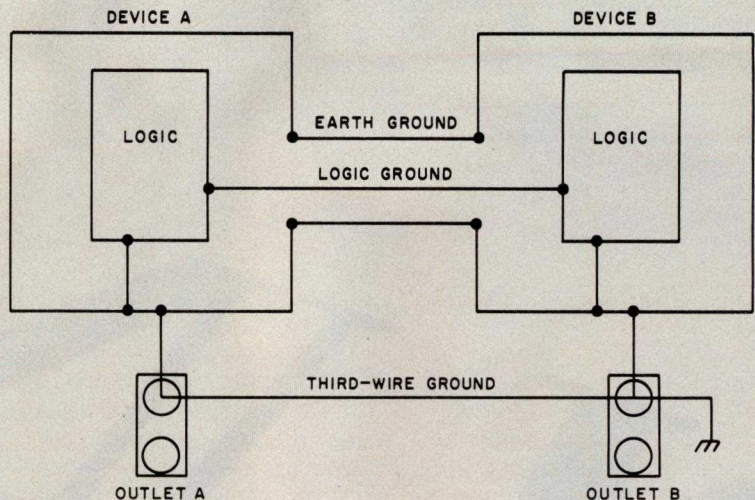 DEVICE A
DEVICE B
LOGIC
EARTH GROUND
LOGIC
LOGIC GROUND
THIRD-WIRE GROUND
OUTLET A
OUTLET B